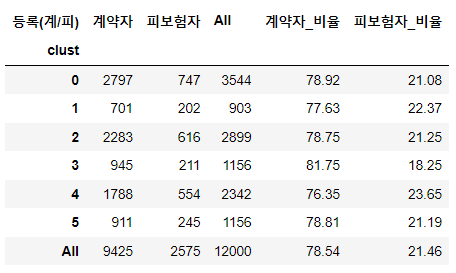 등록(계/피) 계약자 피보험자 All 계약자_비율 피보험자_비율
clust
0 2797 747 3544 78.92 21.08
1 701 202 903 77.63 22.37
2 2283 616 2899 78.75 21.25
3 945 211 1156 81.75 18.25
4 1788 554 2342 76.35 23.65
5 911 245 1156 78.81 21.19
All 9425 2575 12000 78.54 21.46